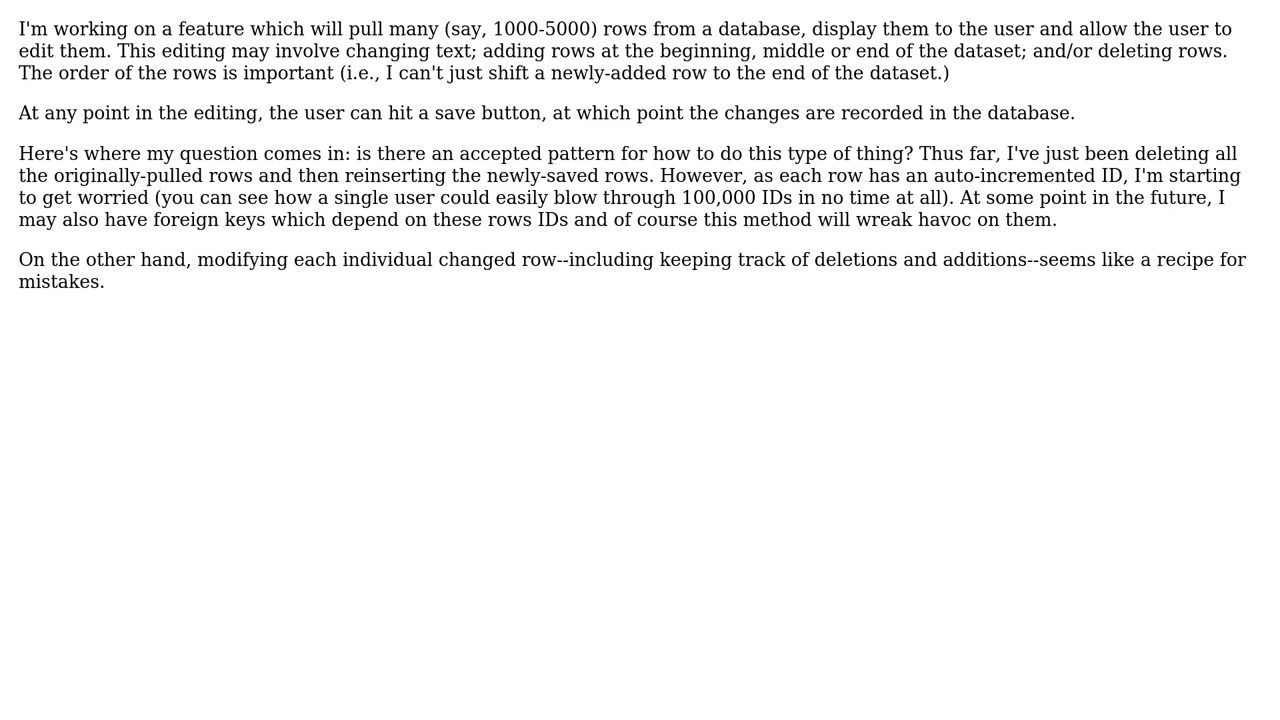 I'm working on a feature which will pull many (say, 1000-5000) rows from a database, display them to the user and allow the user to
edit them. This editing may involve changing text; adding rows at the beginning, middle or end of the dataset; and/or deleting rows.
The order of the rows is important (i.e., I can't just shift a newly-added row to the end of the dataset.)
At any point in the editing, the user can hit a save button, at which point the changes are recorded in the database.
Here's where my question comes in: is there an accepted pattern for how to do this type of thing? Thus far, I've just been deleting all
the originally-pulled rows and then reinserting the newly-saved rows. However, as each row has an auto-incremented ID, I'm starting
to get worried (you can see how a single user could easily blow through 100,000 IDs in no time at all). At some point in the future, I
may also have foreign keys which depend on these rows IDs and of course this method will wreak havoc on them.
On the other hand, modifying each individual changed row--including keeping track of deletions and additions--seems like a recipe for
mistakes.